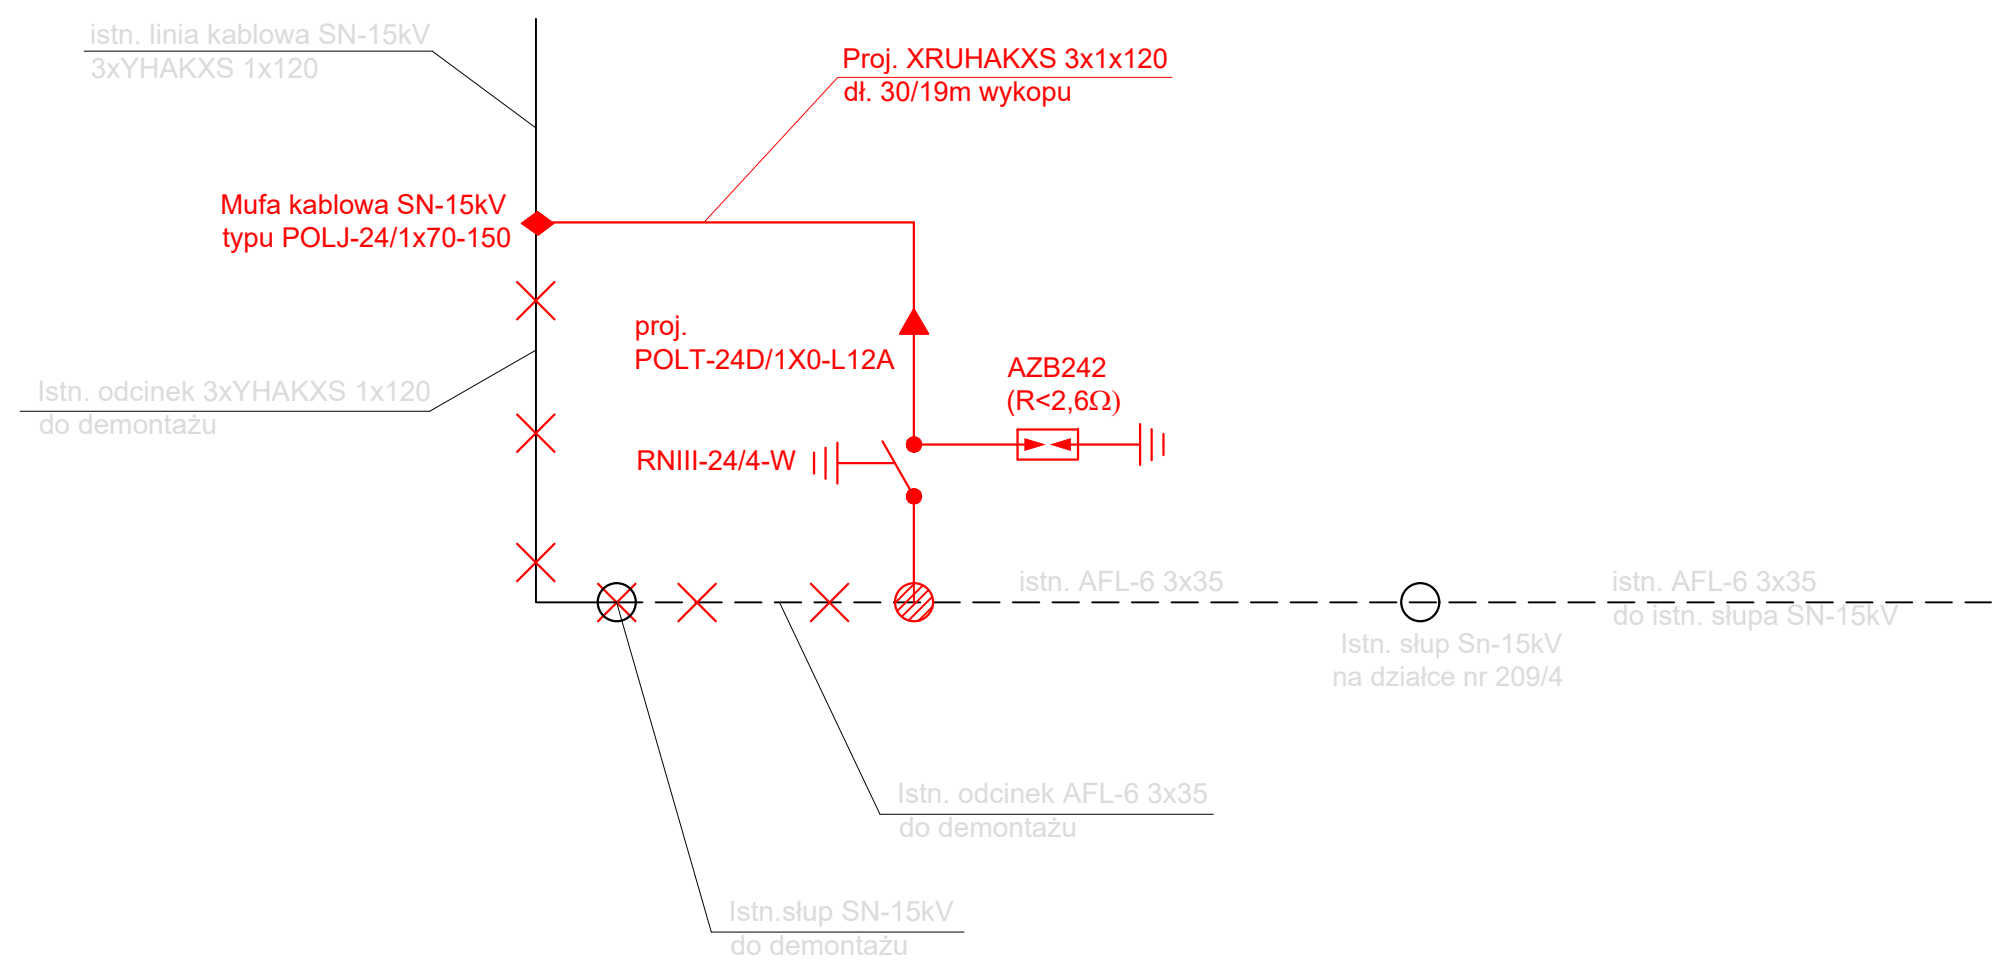 istn. linia kablowa SN-15kV
3xYHAKXS 1x120
Proj. XRUHAKXS 3x1x120
dł. 30/19m wykopu
Mufa kablowa SN-15kV
typu POLJ-24/1x70-150
proj.
POLT-24D/1X0-L12A
AZB242
(R<2,6Ω)
Istn. odcinek 3xYHAKXS 1x120
do demontażu
RNIII-24/4-W
istn. AFL-6 3x35
istn. AFL-6 3x35
do istn. słupa SN-15kV
Istn. słup Sn-15kV
na działce nr 209/4
Istn. odcinek AFL-6 3x35
do demontażu
Istn.słup SN-15kV
do demontażu